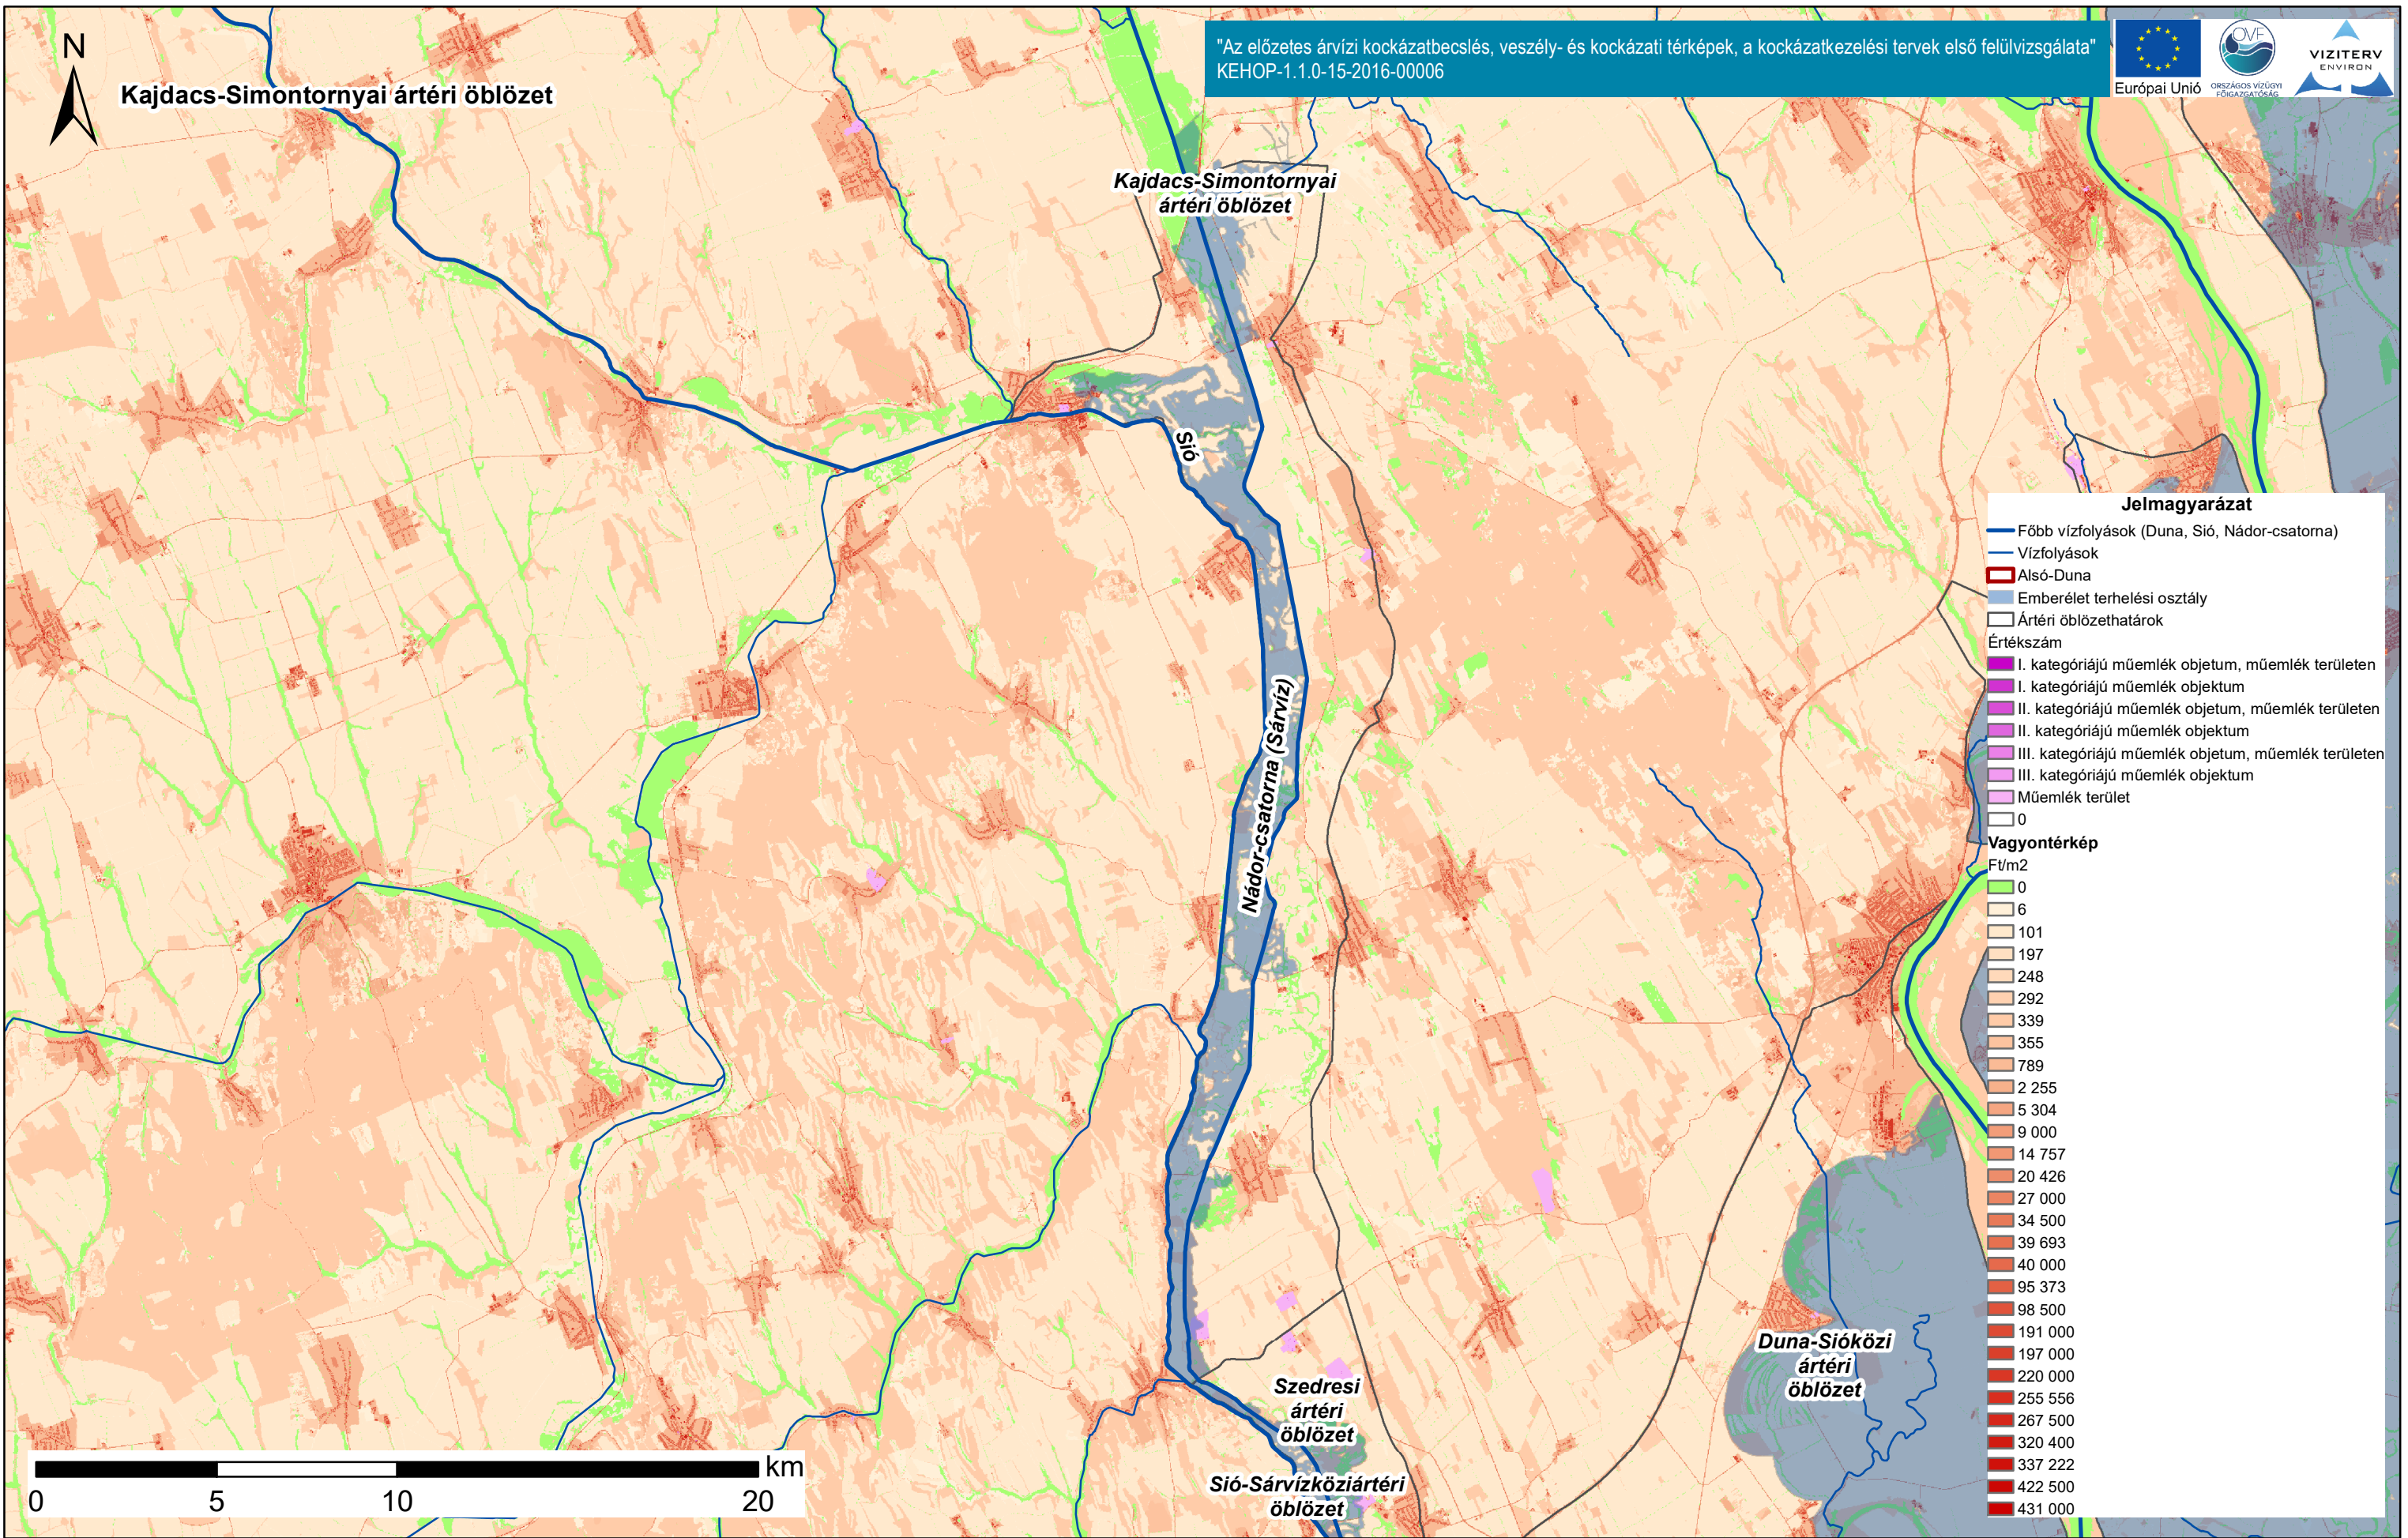 "Az előzetes árvízi kockázatbecslés, veszély- és kockázati térképek, a kockázatkezelési tervek első felülvizsgálata"
KEHOP-1.1.0-15-2016-00006
Európai Unió
OVF
ORSZÁGOS VÍZÜGYI
FŐIGAZGATÓSÁG
VIZITERV
ENVIRON
N
Kajdacs-Simontornyai ártéri öblözet
Kajdacs-Simontornyai
ártéri öblözet
Sió
Nádor-csatorna (Sárvíz)
Duna-Sióközi
ártéri
öblözet
Szedresi
ártéri
öblözet
Sió-Sárvízköziártéri
öblözet
Jelmagyarázat
Főbb vízfolyások (Duna, Sió, Nádor-csatorna)
Vízfolyások
Alsó-Duna
Emberélet terhelési osztály
Ártéri öblözethatárok
Értékszám
I. kategóriájú műemlék objetum, műemlék területen
I. kategóriájú műemlék objektum
II. kategóriájú műemlék objetum, műemlék területen
II. kategóriájú műemlék objektum
III. kategóriájú műemlék objetum, műemlék területen
III. kategóriájú műemlék objektum
Műemlék terület
0
Vagyontérkép
Ft/m2
0
6
101
197
248
292
339
355
789
2 255
5 304
9 000
14 757
20 426
27 000
34 500
39 693
40 000
95 373
98 500
191 000
197 000
220 000
255 556
267 500
320 400
337 222
422 500
431 000
km
0 5 10 20